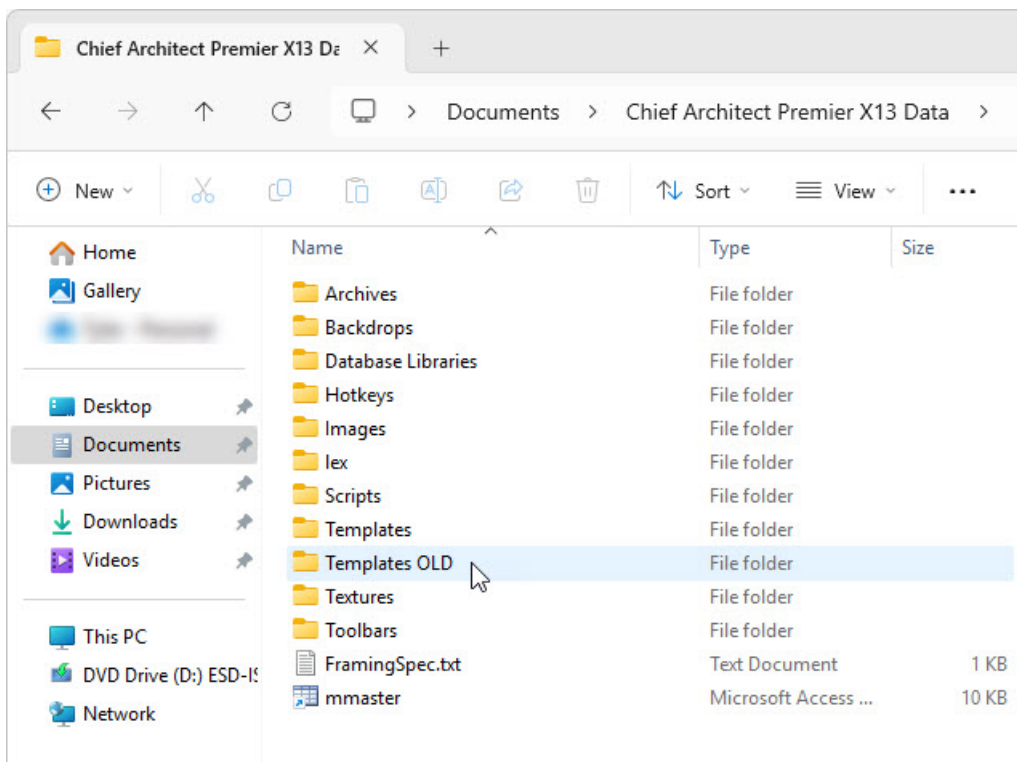 Chief Architect Premier X13 Da
Documents > Chief Architect Premier X13 Data >
New Sort View ...
Home
Gallery
Desktop
Documents
Pictures
Downloads
Videos
This PC
DVD Drive (D:) ESD-IS
Network
Name Type Size
Archives File folder
Backdrops File folder
Database Libraries File folder
Hotkeys File folder
Images File folder
lex File folder
Scripts File folder
Templates File folder
Templates OLD File folder
Textures File folder
Toolbars File folder
FramingSpec.txt Text Document 1 KB
mmaster Microsoft Access ... 10 KB